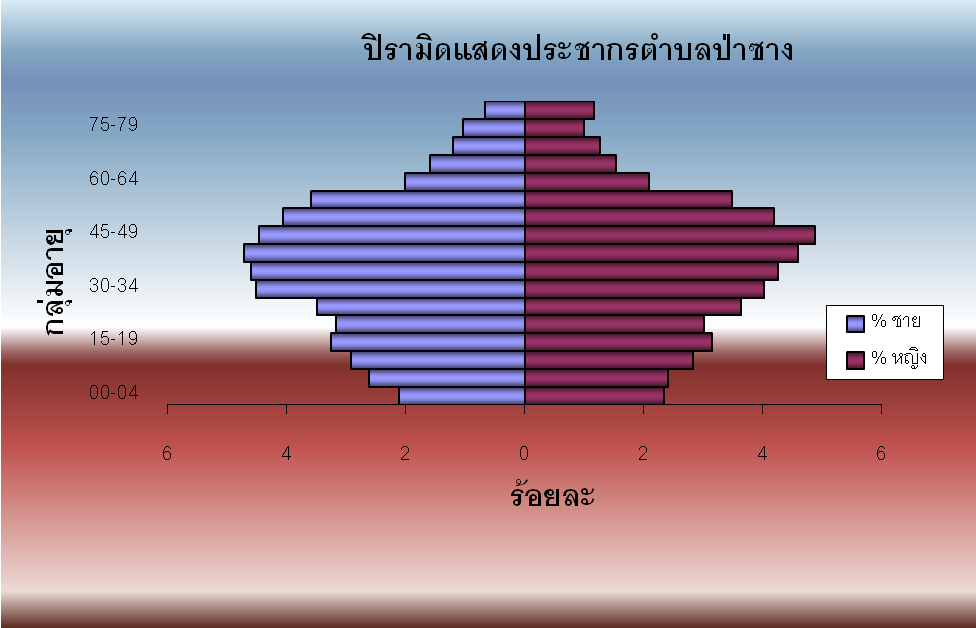 ปิรามิดแสดงประชากรตำบลป่าซาง
75-79
60-64
45-49
30-34
15-19
00-04
กลุ่มอายุ
% ชาย
% หญิง
6 4 2 0 2 4 6
ร้อยละ